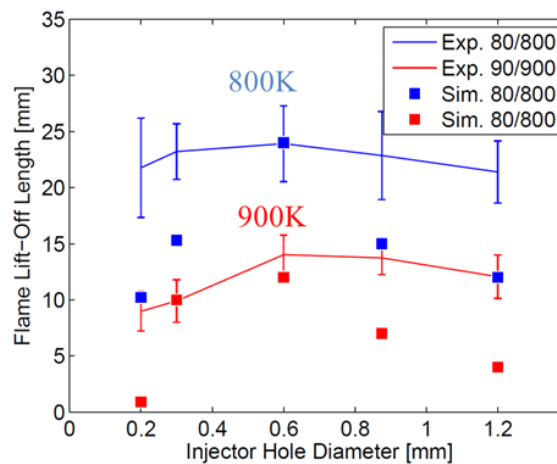 35
30
25
20
15
10
5
0
Flame Lift-Off Length [mm]
800K
900K
Exp. 80/800
Exp. 90/900
Sim. 80/800
Sim. 80/800
0 0.2 0.4 0.6 0.8 1 1.2
Injector Hole Diameter [mm]